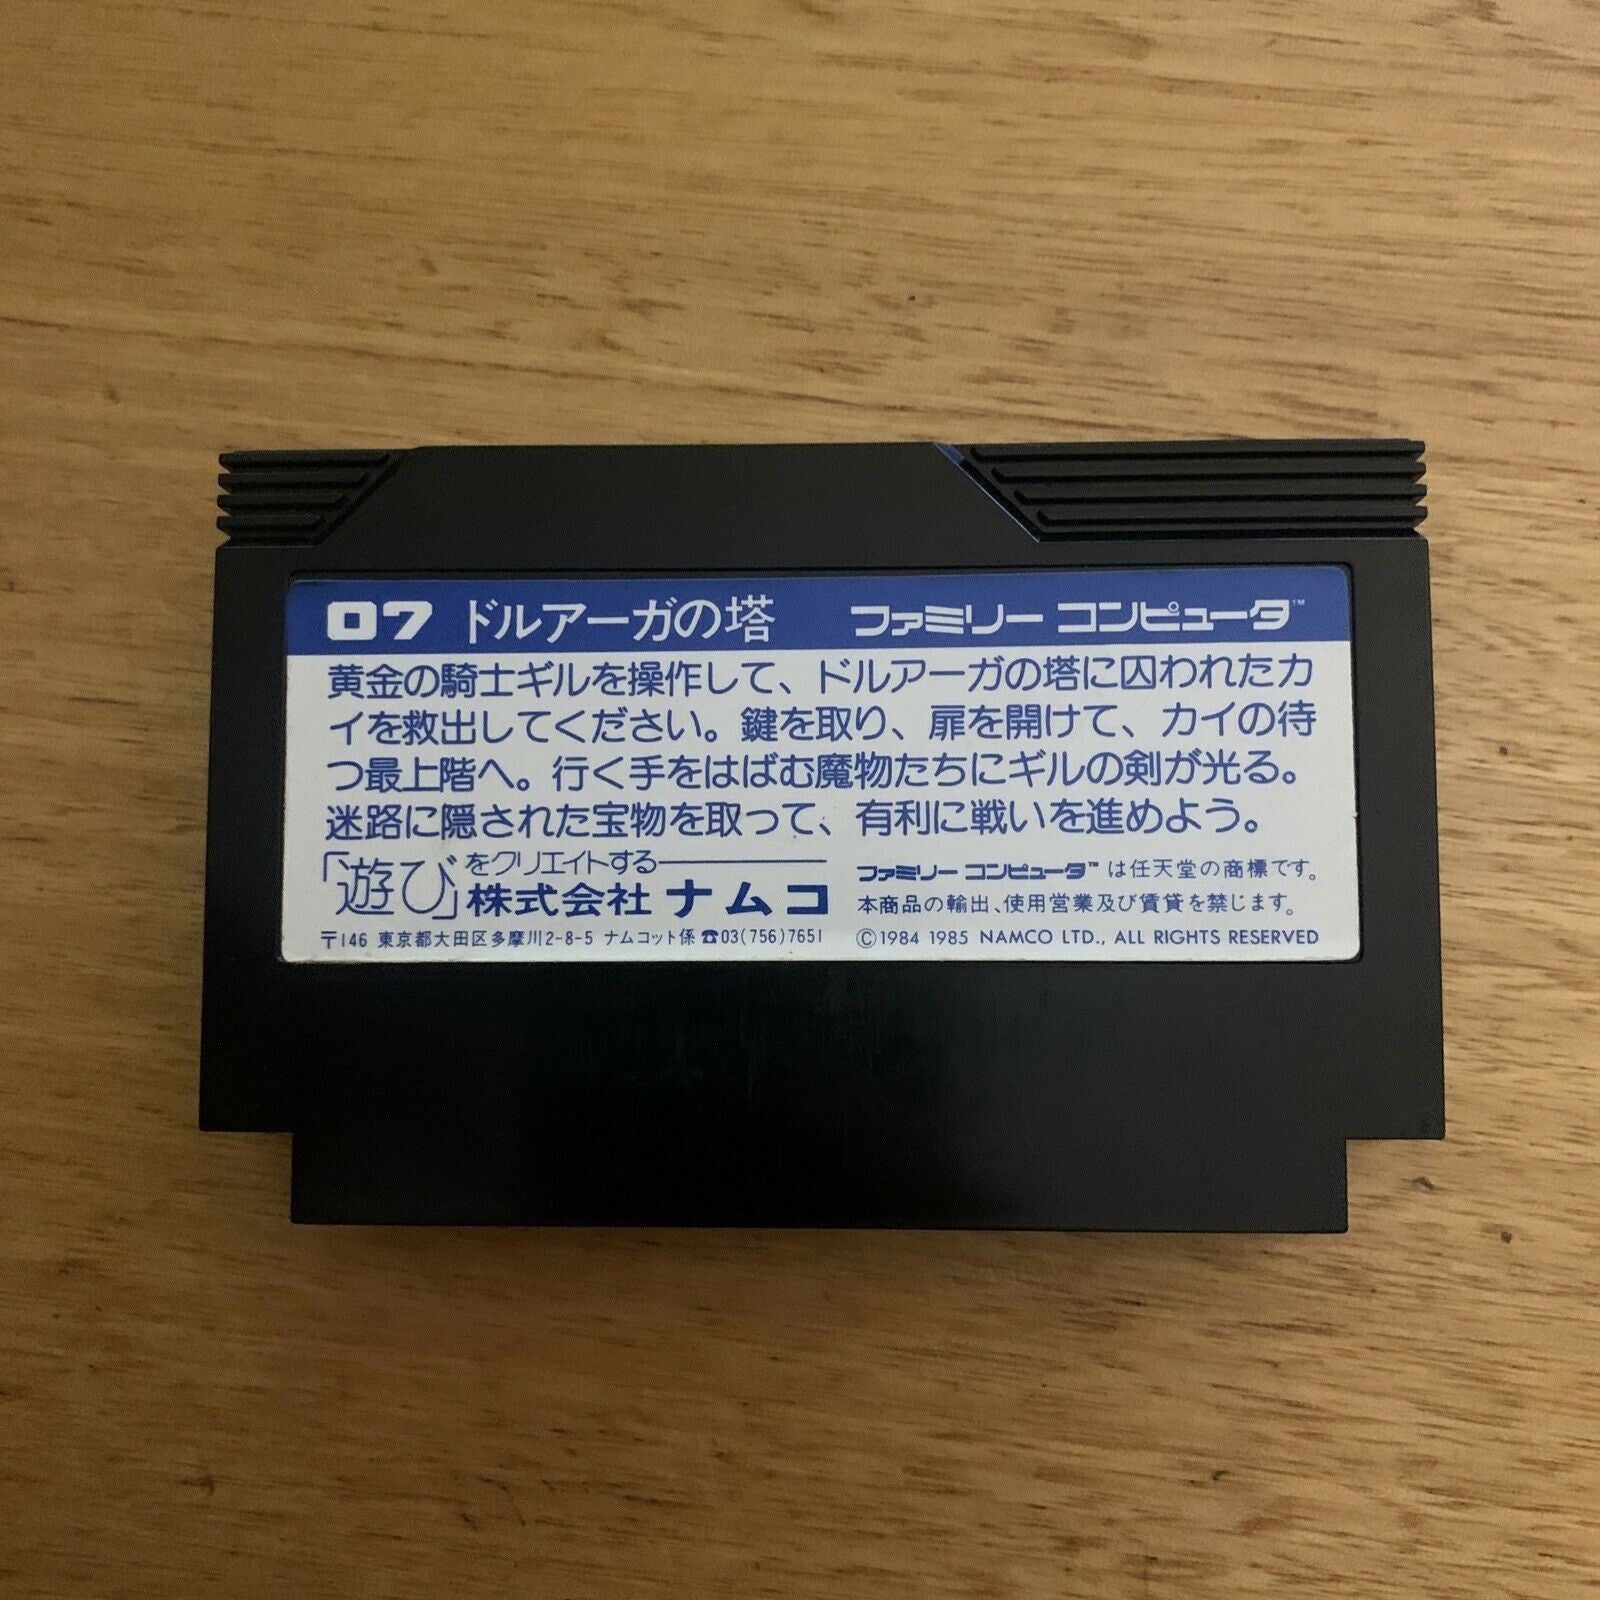 07 ドルアーガの塔 ファミリー コンピュータ™
黄金の騎士ギルを操作して、ドルアーガの塔に囚われたカ
イを救出してください。鍵を取り、扉を開けて、カイの待
つ最上階へ。行く手をはばむ魔物たちにギルの剣が光る。
迷路に隠された宝物を取って、有利に戦いを進めよう。
「遊び」をクリエイトする
株式会社 ナムコ
〒146 東京都大田区多摩川2-8-5 ナムコット係 ☎03(756)7651
ファミリー コンピュータ™は任天堂の商標です。
本商品の輸出、使用営業及び賃貸を禁じます。
©1984 1985 NAMCO LTD., ALL RIGHTS RESERVED